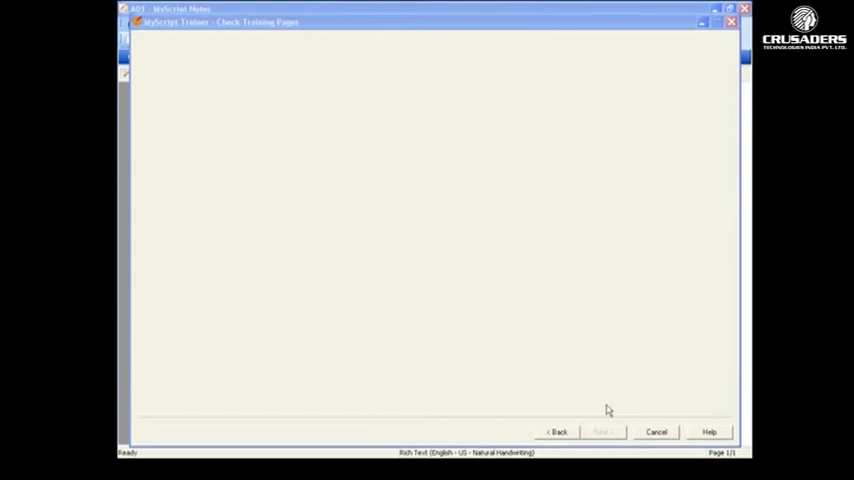 A01 - MyScript Notes
MyScript Trainer - Check Training Pages
CRUSADERS
TECHNOLOGIES INDIA PVT. LTD.
< Back
Next >
Cancel
Help
Ready
Rich Text (English - US - Natural Handwriting)
Page 1/1